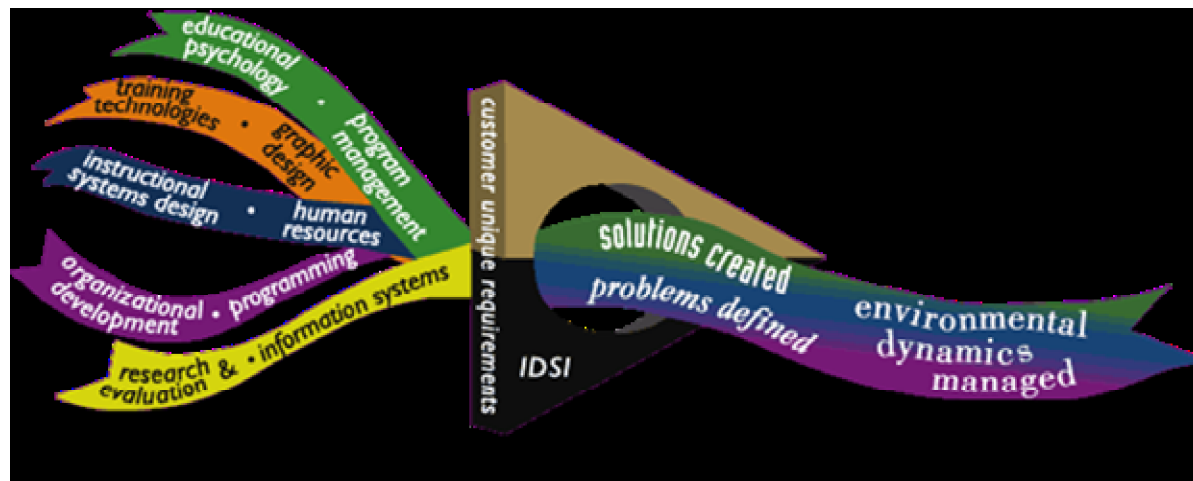 educational
psychology • program
management
training
technologies • graphic
design
instructional
systems design • human
resources
organizational
development • programming
research &
evaluation • information systems
customer unique requirements
IDSI
solutions created
problems defined
environmental
dynamics
managed